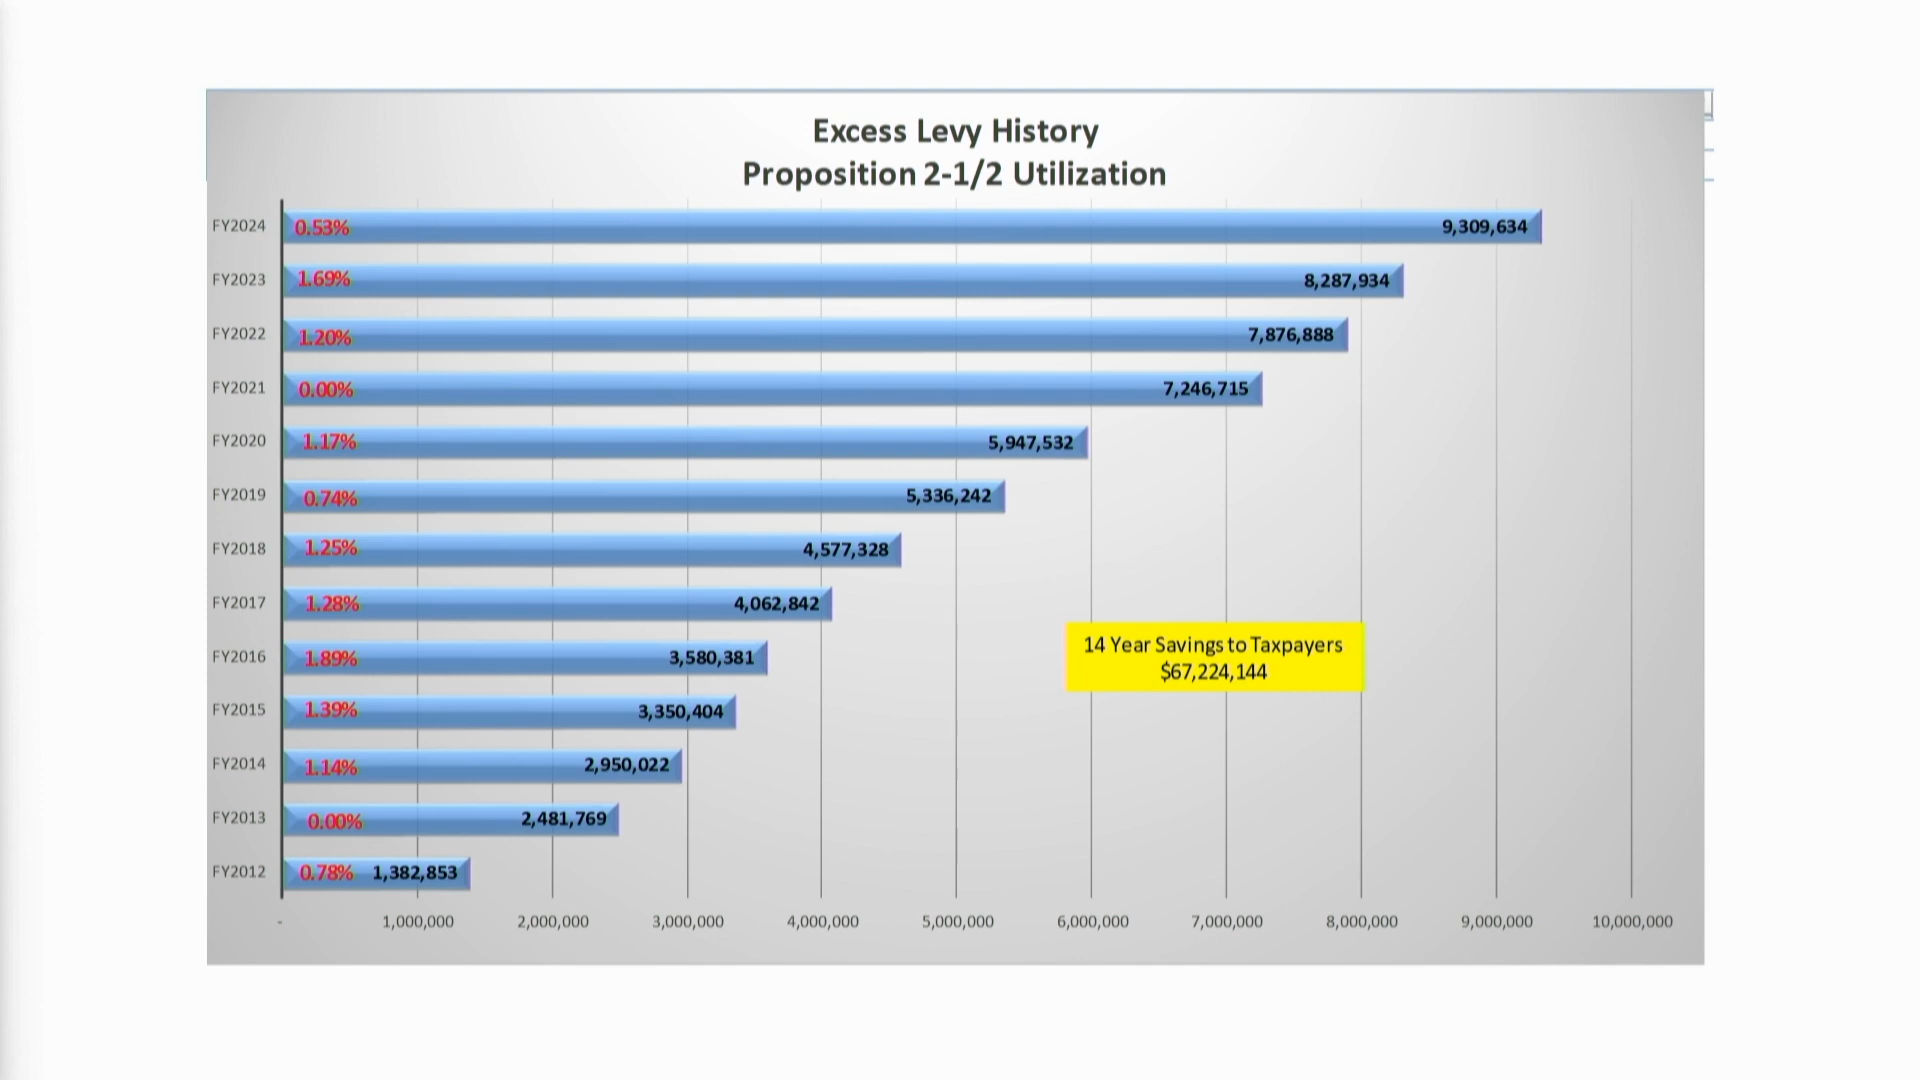 Excess Levy History
Proposition 2-1/2 Utilization
FY2024 0.53% 9,309,634
FY2023 1.69% 8,287,934
FY2022 1.20% 7,876,888
FY2021 0.00% 7,246,715
FY2020 1.17% 5,947,532
FY2019 0.74% 5,336,242
FY2018 1.25% 4,577,328
FY2017 1.28% 4,062,842
FY2016 1.89% 3,580,381
FY2015 1.39% 3,350,404
FY2014 1.14% 2,950,022
FY2013 0.00% 2,481,769
FY2012 0.78% 1,382,853
14 Year Savings to Taxpayers
$67,224,144
- 1,000,000 2,000,000 3,000,000 4,000,000 5,000,000 6,000,000 7,000,000 8,000,000 9,000,000 10,000,000